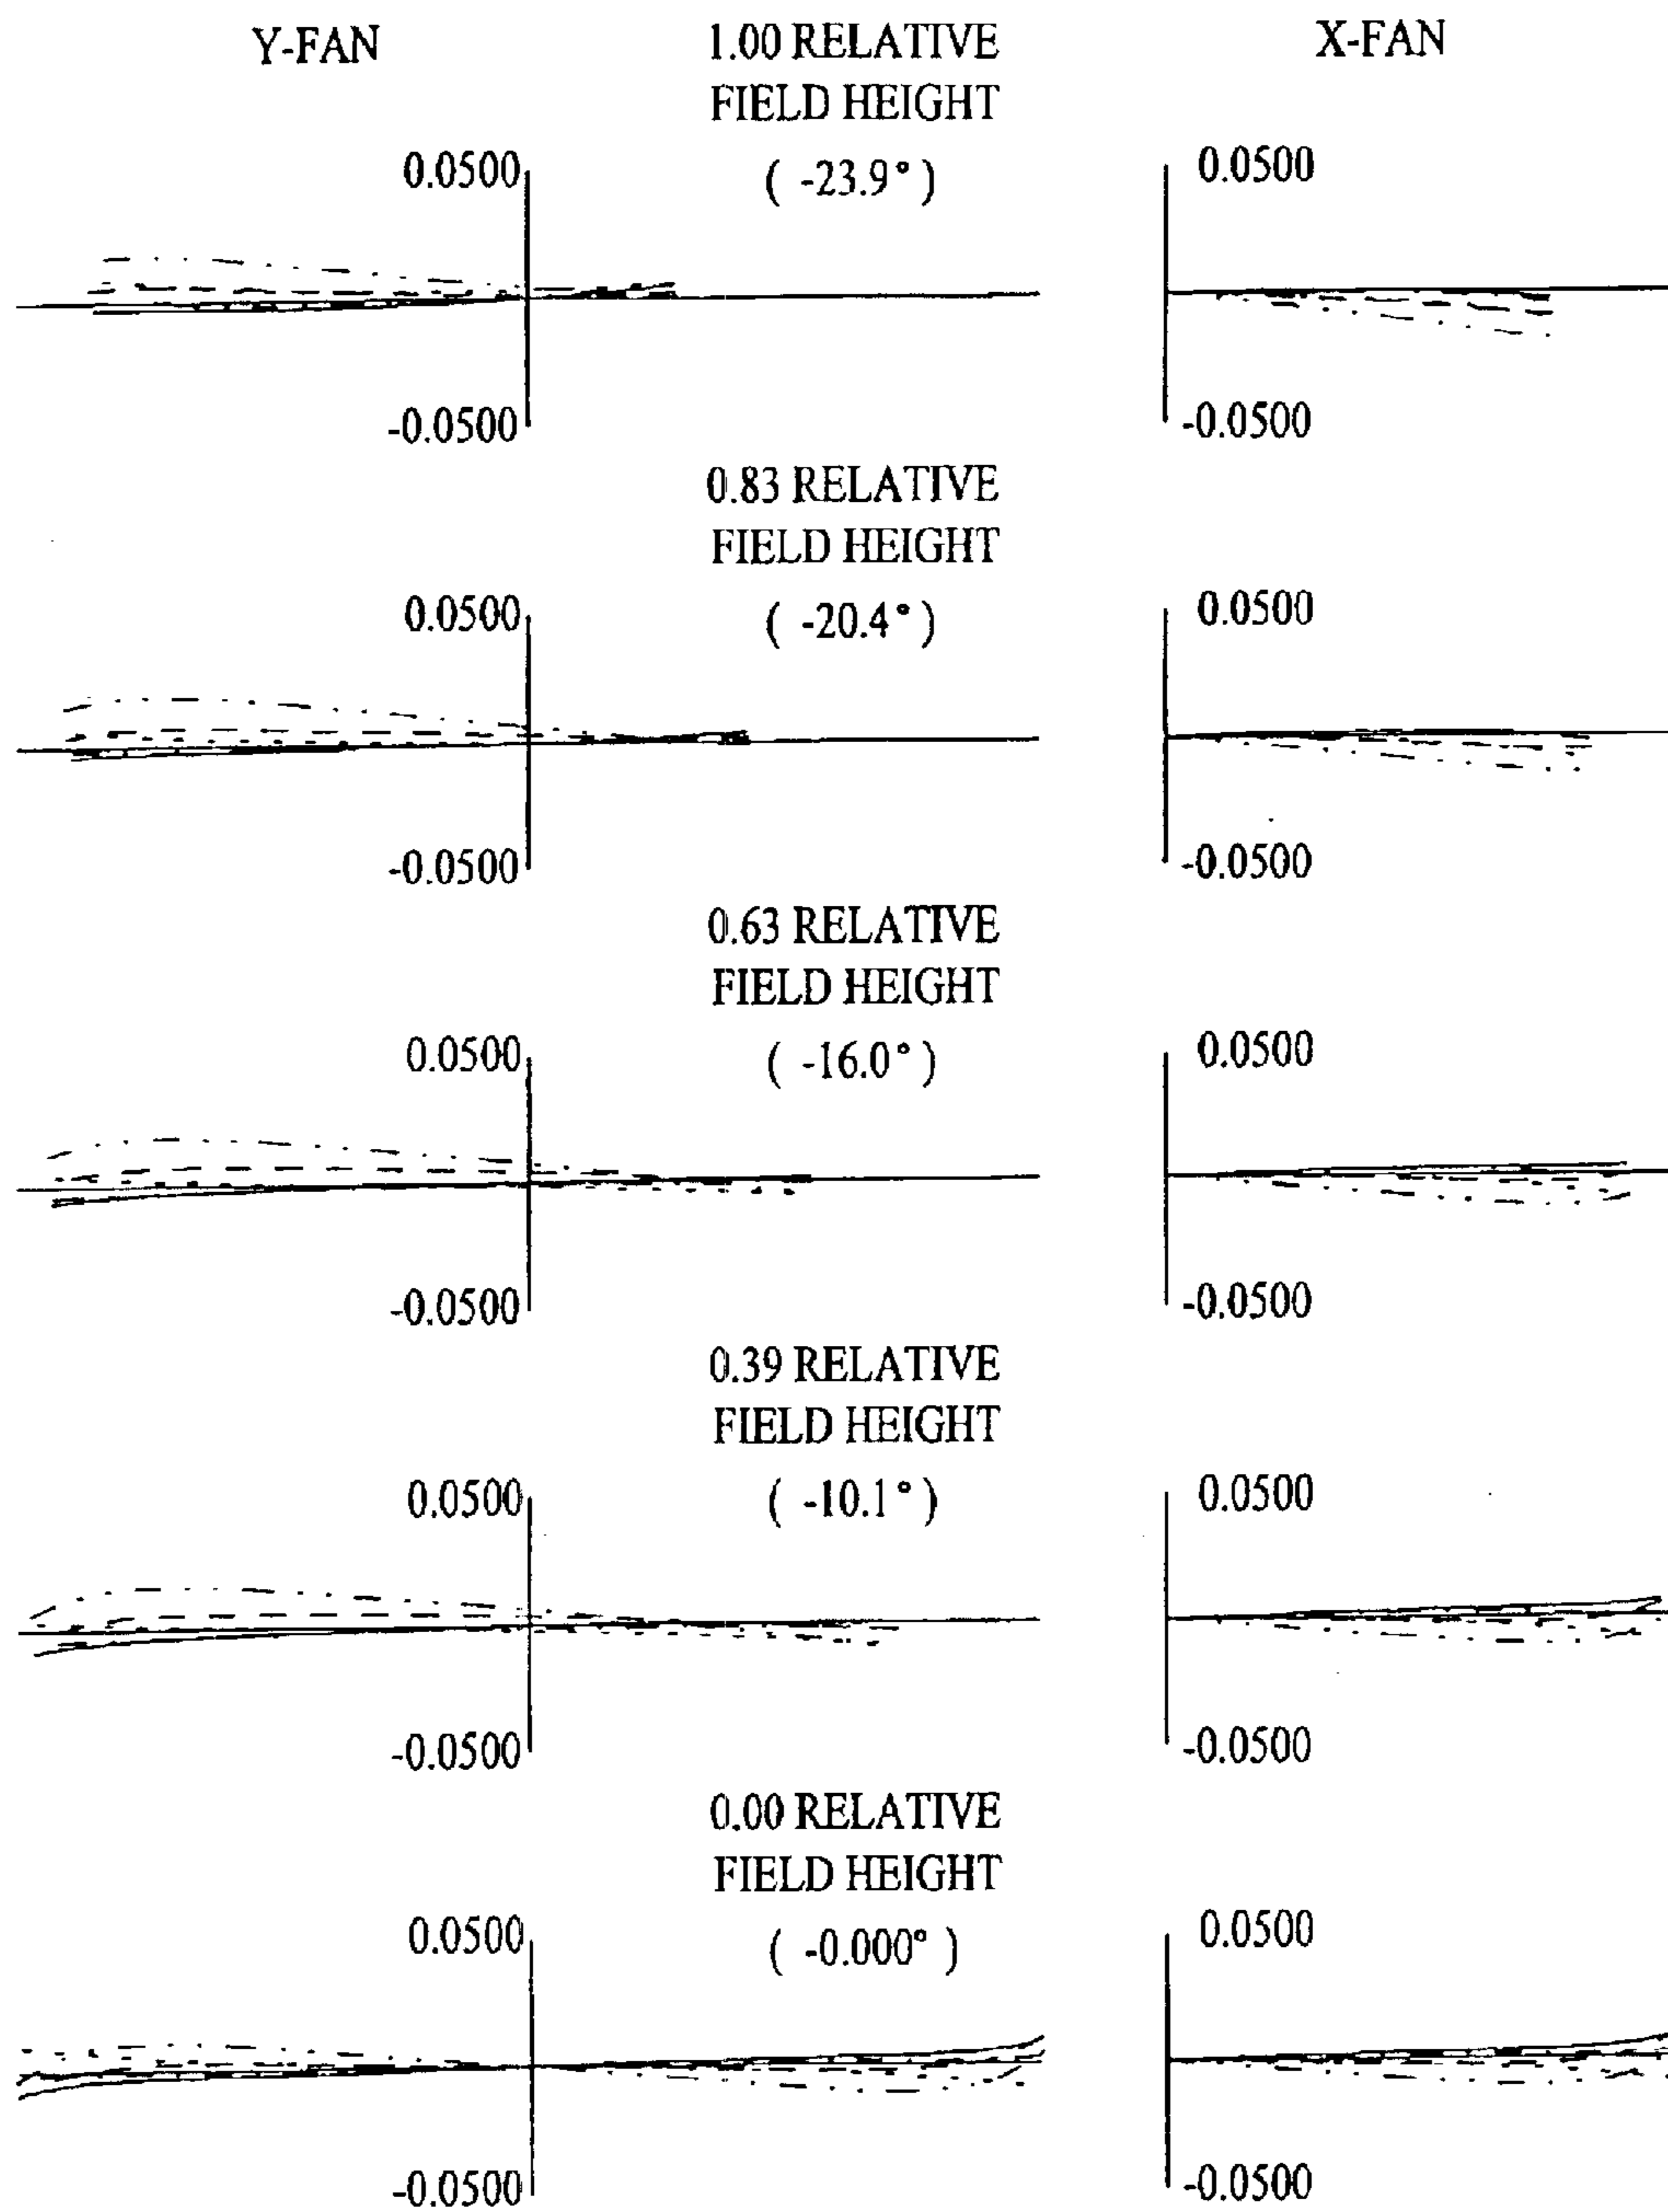 Y-FAN
1.00 RELATIVE
FIELD HEIGHT
( -23.9° )
X-FAN
0.0500
0.0500
-0.0500
-0.0500
0.83 RELATIVE
FIELD HEIGHT
( -20.4° )
0.0500
0.0500
-0.0500
-0.0500
0.63 RELATIVE
FIELD HEIGHT
( -16.0° )
0.0500
0.0500
-0.0500
-0.0500
0.39 RELATIVE
FIELD HEIGHT
( -10.1° )
0.0500
0.0500
-0.0500
-0.0500
0.00 RELATIVE
FIELD HEIGHT
( -0.000° )
0.0500
0.0500
-0.0500
-0.0500